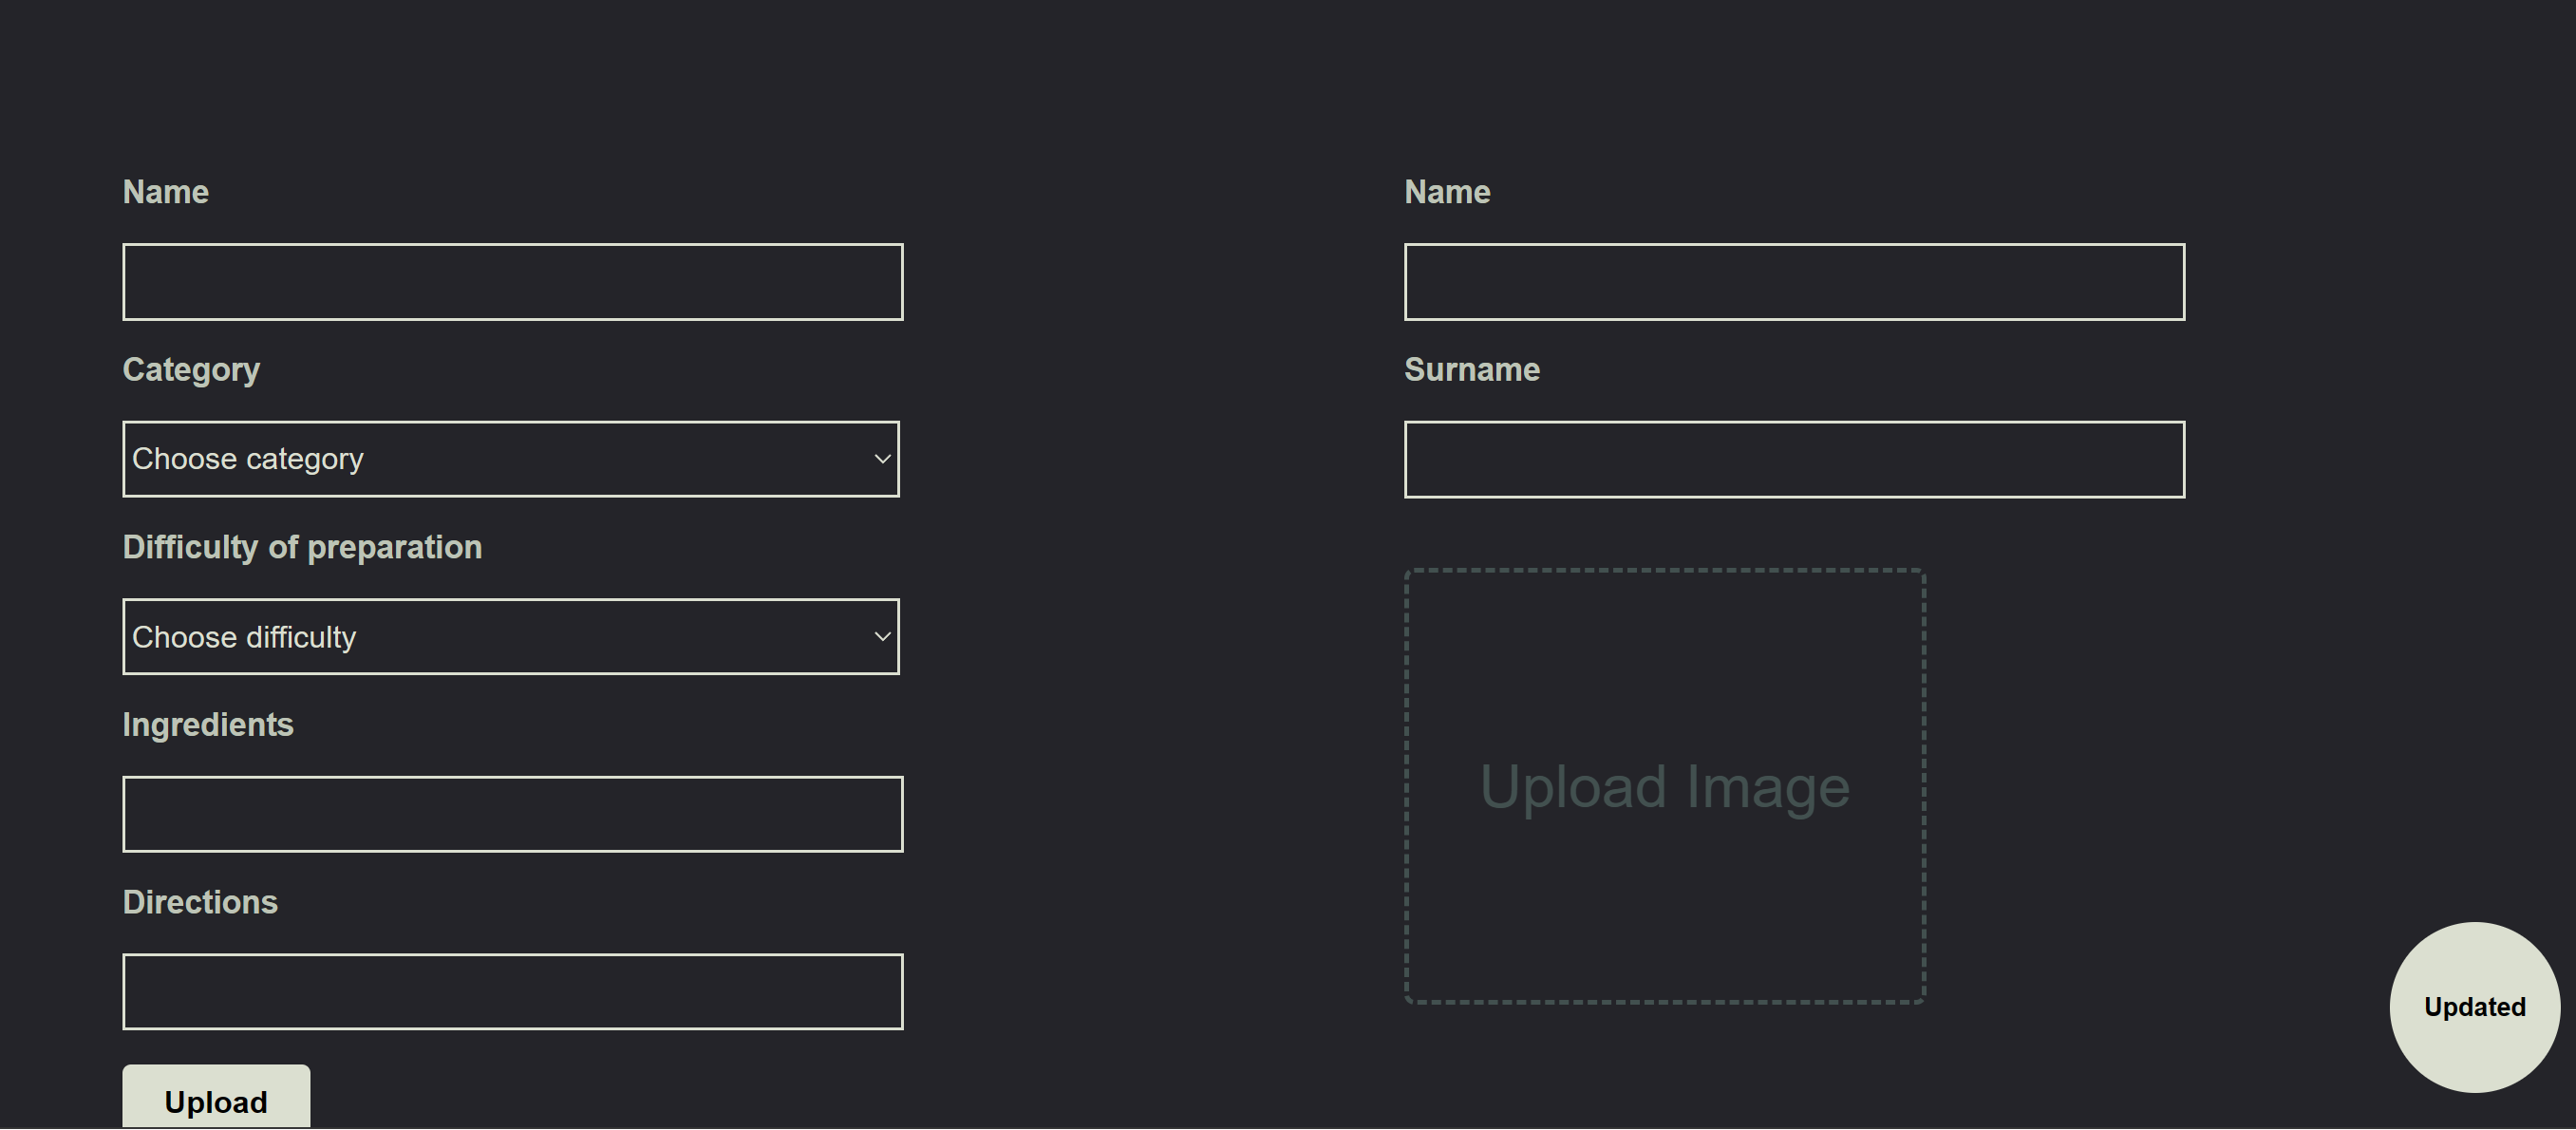 Name
Category
Choose category
Difficulty of preparation
Choose difficulty
Ingredients
Directions
Upload
Name
Surname
Upload Image
Updated